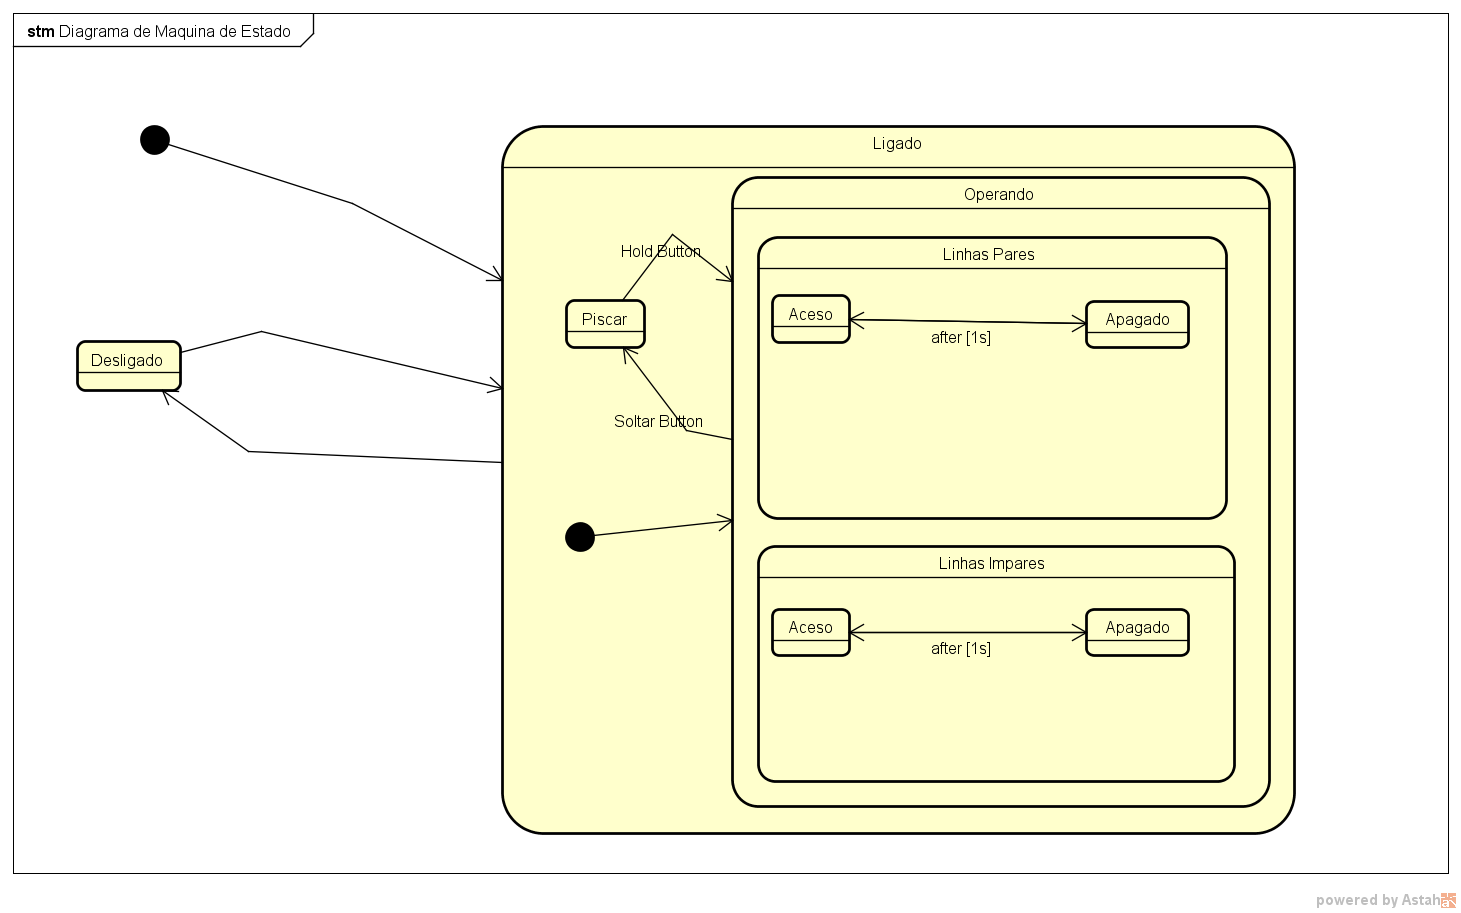 stm Diagrama de Maquina de Estado
Ligado
Operando
Hold Button
Linhas Pares
Piscar
Aceso
Apagado
after [1s]
Desligado
Soltar Button
Linhas Impares
Aceso
Apagado
after [1s]
powered by Astah